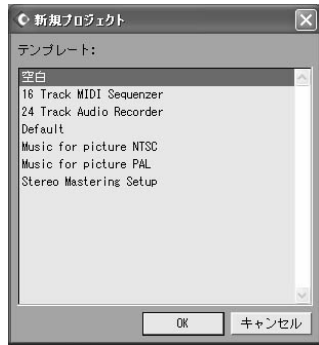 新規プロジェクト
テンプレート:
空白
16 Track MIDI Sequenzer
24 Track Audio Recorder
Default
Music for picture NTSC
Music for picture PAL
Stereo Mastering Setup
OK
キャンセル